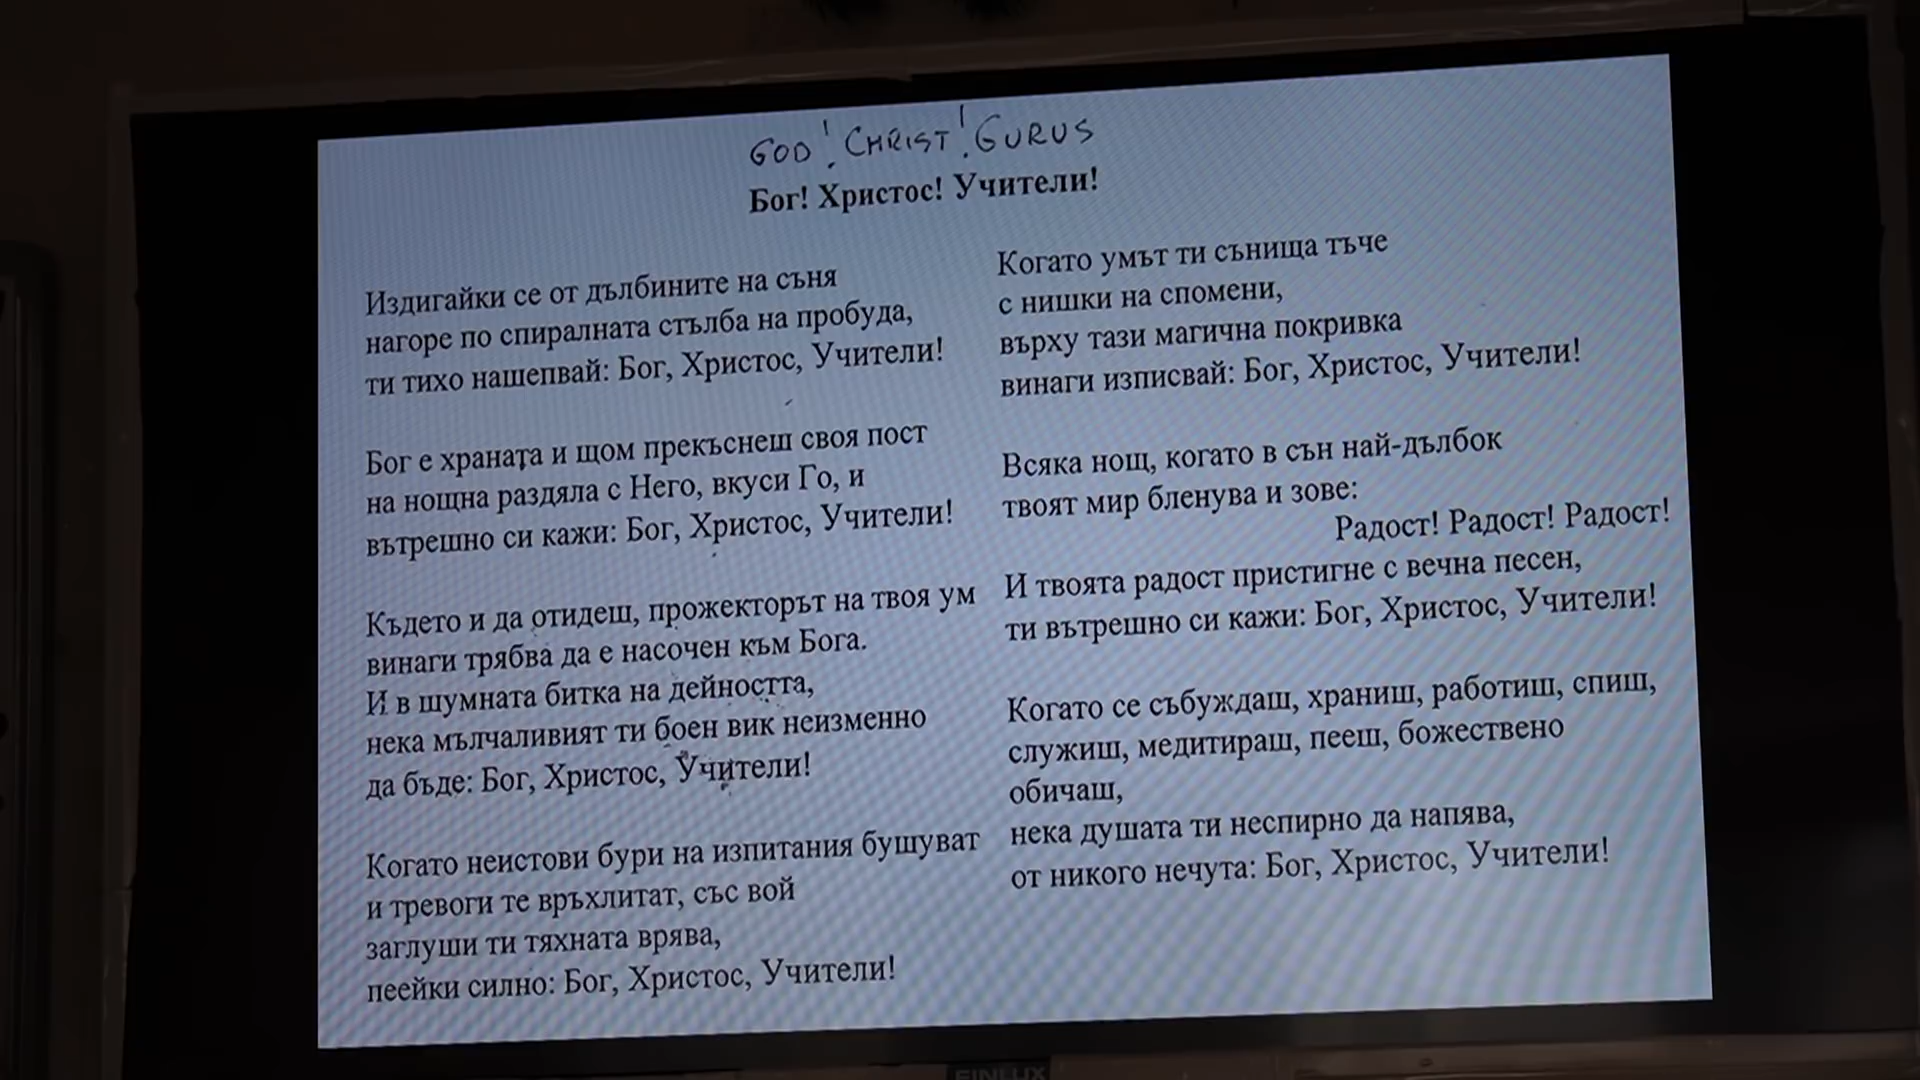 GOD! CHRIST! GURUS
Бог! Христос! Учители!
Издигайки се от дълбините на съня
нагоре по спиралната стълба на пробуда,
ти тихо нашепвай: Бог, Христос, Учители!
Бог е храната и щом прекъснеш своя пост
на нощна раздяла с Него, вкуси Го, и
вътрешно си кажи: Бог, Христос, Учители!
Където и да отидеш, прожекторът на твоя ум
винаги трябва да е насочен към Бога.
И в шумната битка на дейността,
нека мълчаливият ти боен вик неизменно
да бъде: Бог, Христос, Учители!
Когато неистови бури на изпитания бушуват
и тревоги те връхлитат, със вой
заглуши ти тяхната врява,
пеейки силно: Бог, Христос, Учители!
Когато умът ти сънища тъче
с нишки на спомени,
върху тази магична покривка
винаги изписвай: Бог, Христос, Учители!
Всяка нощ, когато в сън най-дълбок
твоят мир бленува и зове:
Радост! Радост! Радост!
И твоята радост пристигне с вечна песен,
ти вътрешно си кажи: Бог, Христос, Учители!
Когато се събуждаш, храниш, работиш, спиш,
служиш, медитираш, пееш, божествено
обичаш,
нека душата ти неспирно да напява,
от никого нечута: Бог, Христос, Учители!
FINLUX